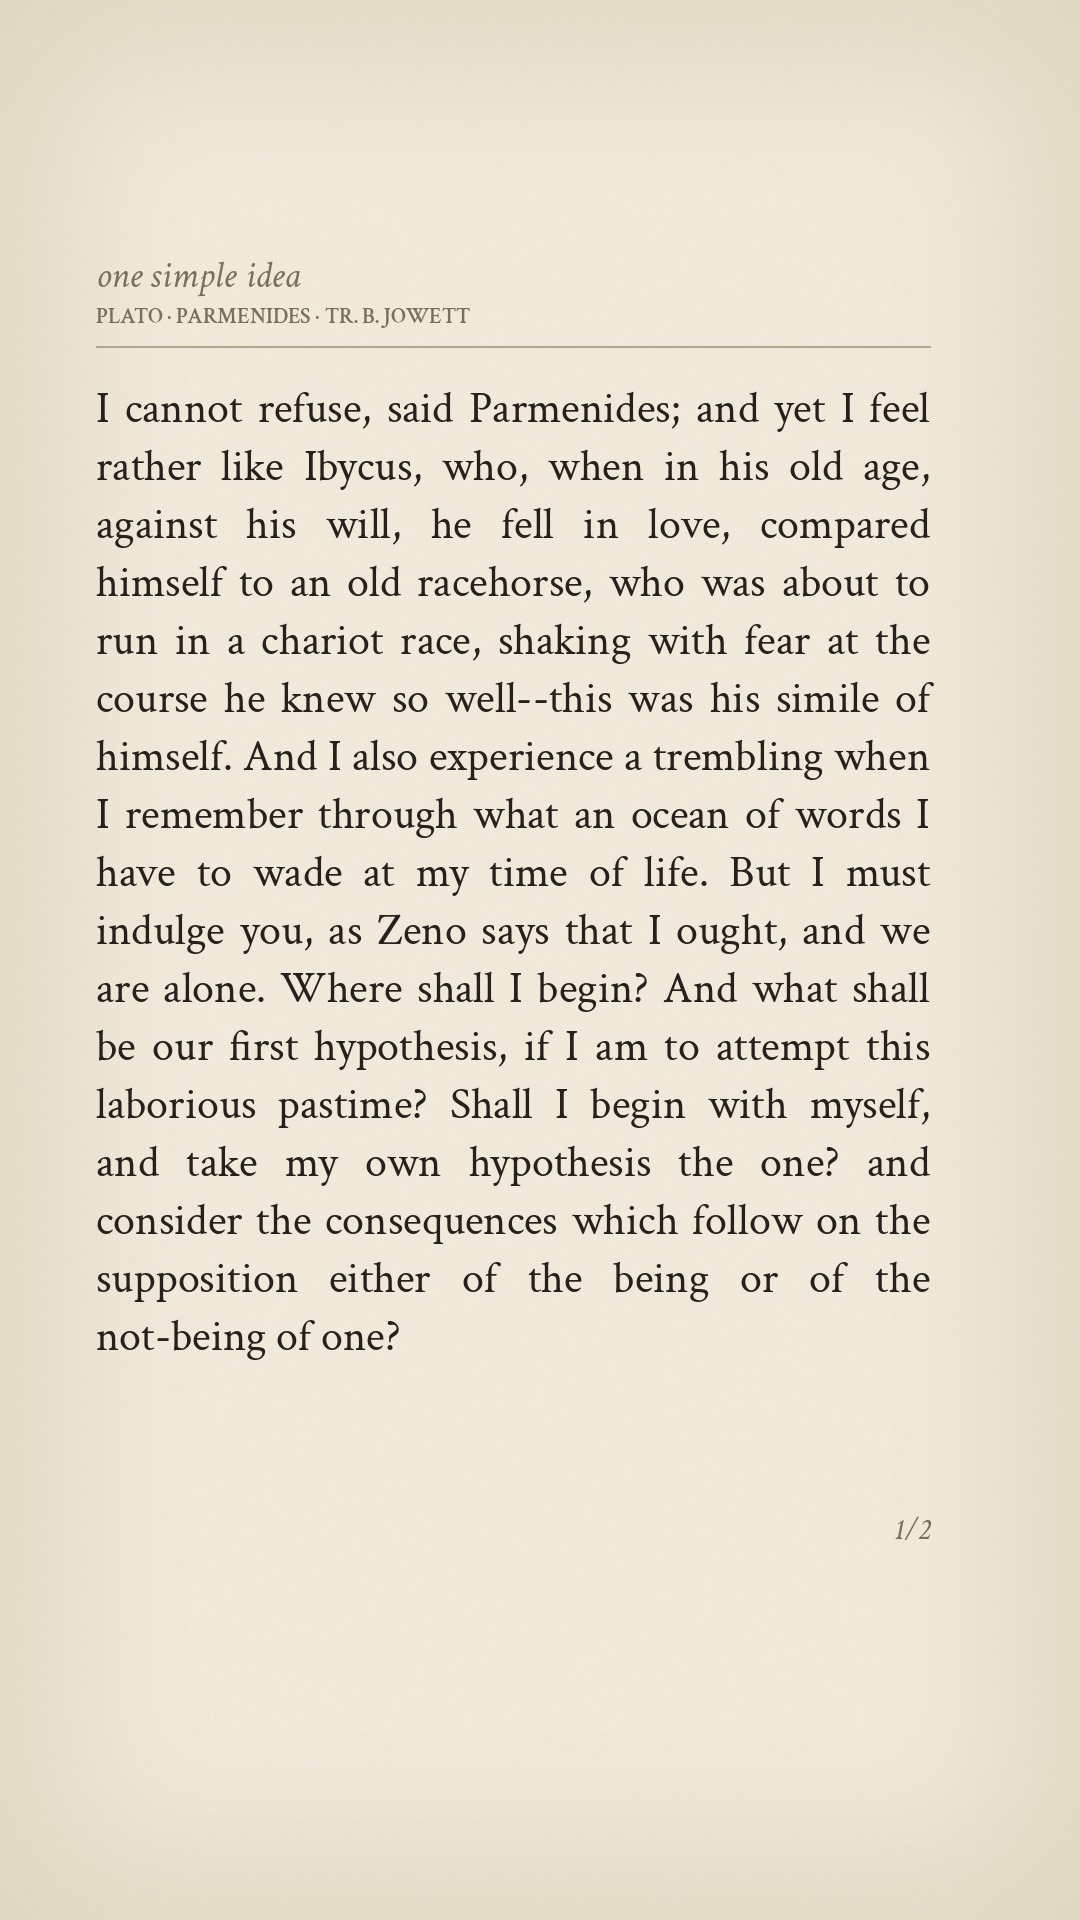 one simple idea
PLATO · PARMENIDES · TR. B. JOWETT
I cannot refuse, said Parmenides; and yet I feel
rather like Ibycus, who, when in his old age,
against his will, he fell in love, compared
himself to an old racehorse, who was about to
run in a chariot race, shaking with fear at the
course he knew so well--this was his simile of
himself. And I also experience a trembling when
I remember through what an ocean of words I
have to wade at my time of life. But I must
indulge you, as Zeno says that I ought, and we
are alone. Where shall I begin? And what shall
be our first hypothesis, if I am to attempt this
laborious pastime? Shall I begin with myself,
and take my own hypothesis the one? and
consider the consequences which follow on the
supposition either of the being or of the
not-being of one?
1/2